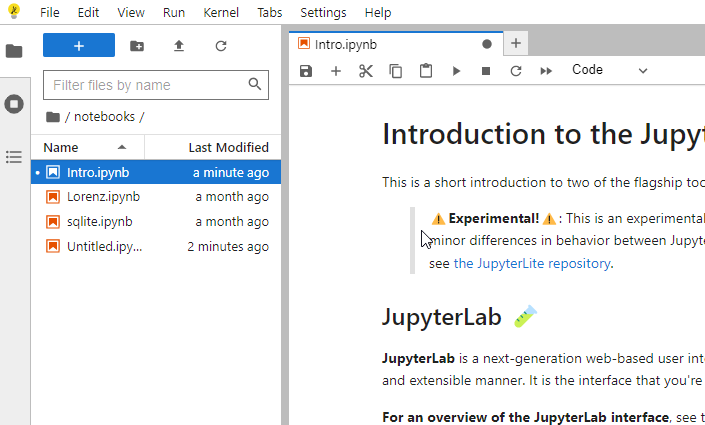 File Edit View Run Kernel Tabs Settings Help
Filter files by name
/ notebooks /
Name Last Modified
Intro.ipynb a minute ago
Lorenz.ipynb a month ago
sqlite.ipynb a month ago
Untitled.ipy... 2 minutes ago
Intro.ipynb
Code
Introduction to the Jupyt
This is a short introduction to two of the flagship too
⚠️Experimental!⚠️: This is an experimental
minor differences in behavior between Jupyte
see the JupyterLite repository.
JupyterLab 🧪
JupyterLab is a next-generation web-based user inte
and extensible manner. It is the interface that you're
For an overview of the JupyterLab interface, see t